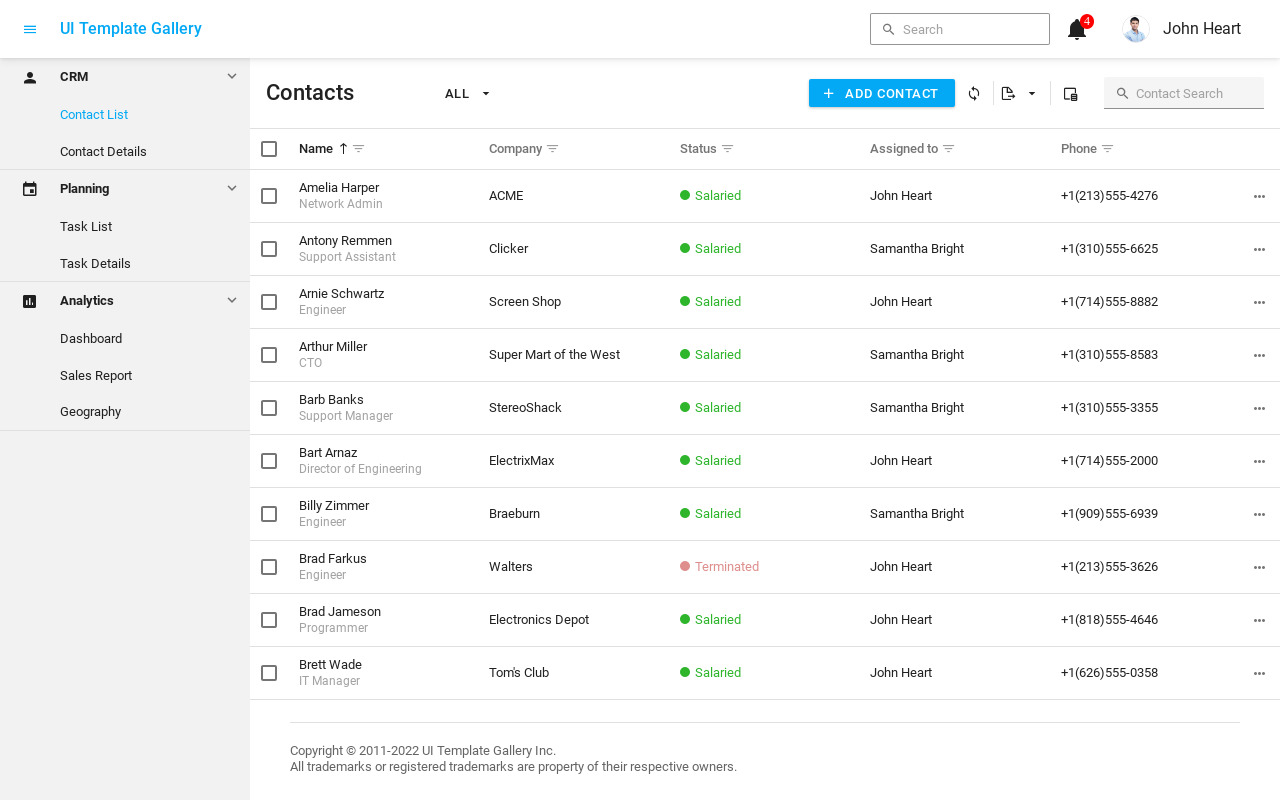 UI Template Gallery
Search
4
John Heart
CRM
Contact List
Contact Details
Planning
Task List
Task Details
Analytics
Dashboard
Sales Report
Geography
Contacts
ALL
ADD CONTACT
Contact Search
Name Company Status Assigned to Phone
Amelia Harper
Network Admin
ACME Salaried John Heart +1(213)555-4276
Antony Remmen
Support Assistant
Clicker Salaried Samantha Bright +1(310)555-6625
Arnie Schwartz
Engineer
Screen Shop Salaried John Heart +1(714)555-8882
Arthur Miller
CTO
Super Mart of the West Salaried Samantha Bright +1(310)555-8583
Barb Banks
Support Manager
StereoShack Salaried Samantha Bright +1(310)555-3355
Bart Arnaz
Director of Engineering
ElectrixMax Salaried John Heart +1(714)555-2000
Billy Zimmer
Engineer
Braeburn Salaried Samantha Bright +1(909)555-6939
Brad Farkus
Engineer
Walters Terminated John Heart +1(213)555-3626
Brad Jameson
Programmer
Electronics Depot Salaried John Heart +1(818)555-4646
Brett Wade
IT Manager
Tom's Club Salaried John Heart +1(626)555-0358
Copyright © 2011-2022 UI Template Gallery Inc.
All trademarks or registered trademarks are property of their respective owners.